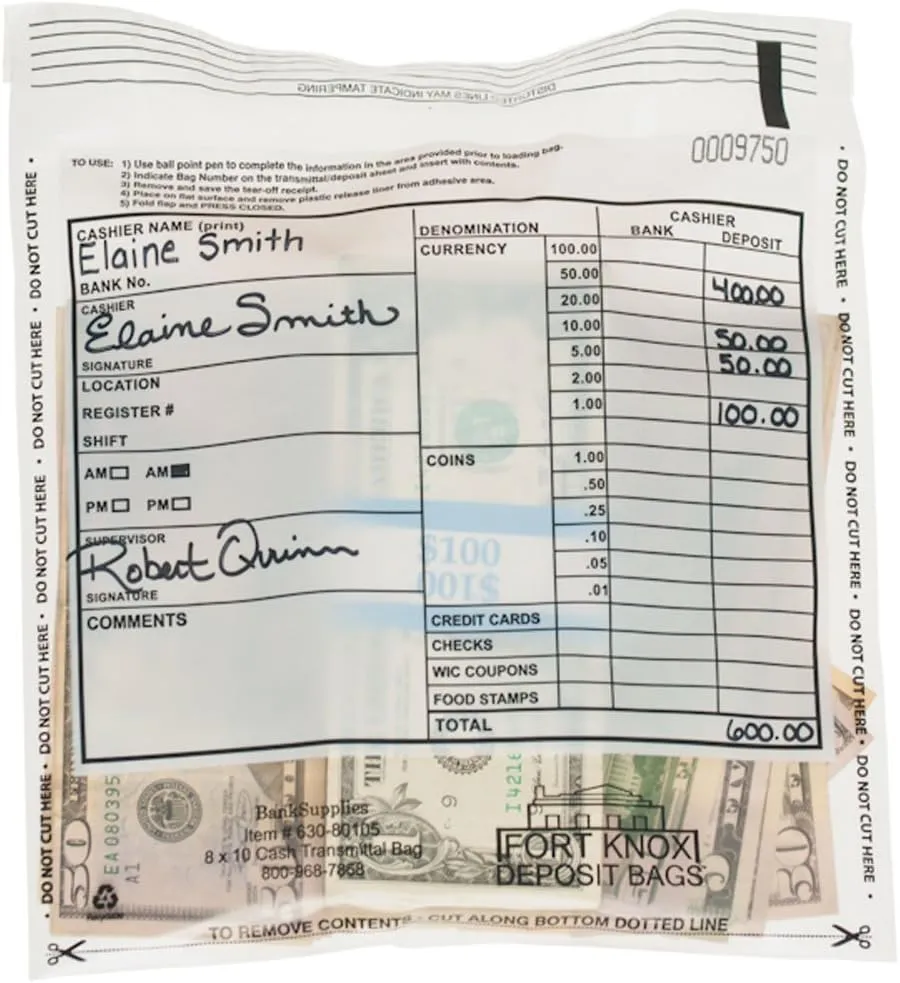 DISTORTED LINES MAY INDICATE TAMPERING
0009750
TO USE: 1) Use ball point pen to complete the information in the area provided prior to loading bag.
2) Indicate Bag Number on the transmittal/deposit sheet and insert with contents.
3) Remove and save the tear-off receipt.
4) Place on flat surface and remove plastic release liner from adhesive area.
5) Fold flap and PRESS CLOSED.
CASHIER NAME (print)
Elaine Smith
BANK No.
CASHIER
Elaine Smith
SIGNATURE
LOCATION
REGISTER #
SHIFT
AM AM
PM PM
SUPERVISOR
Robert Quinn
SIGNATURE
COMMENTS
DENOMINATION
CASHIER
BANK DEPOSIT
CURRENCY 100.00
50.00
20.00 400.00
10.00 50.00
5.00 50.00
2.00
1.00 100.00
COINS 1.00
.50
.25
.10
.05
.01
CREDIT CARDS
CHECKS
WIC COUPONS
FOOD STAMPS
TOTAL 600.00
$100
$100
• DO NOT CUT HERE • DO NOT CUT HERE • DO NOT CUT HERE • DO NOT CUT HERE • DO NOT CUT HERE •
• DO NOT CUT HERE • DO NOT CUT HERE • DO NOT CUT HERE • DO NOT CUT HERE • DO NOT CUT HERE •
EA080395
A1
BankSupplies
Item # 630-80105
8 x 10 Cash Transmittal Bag
800-968-7868
FORT KNOX
DEPOSIT BAGS
TO REMOVE CONTENTS - CUT ALONG BOTTOM DOTTED LINE